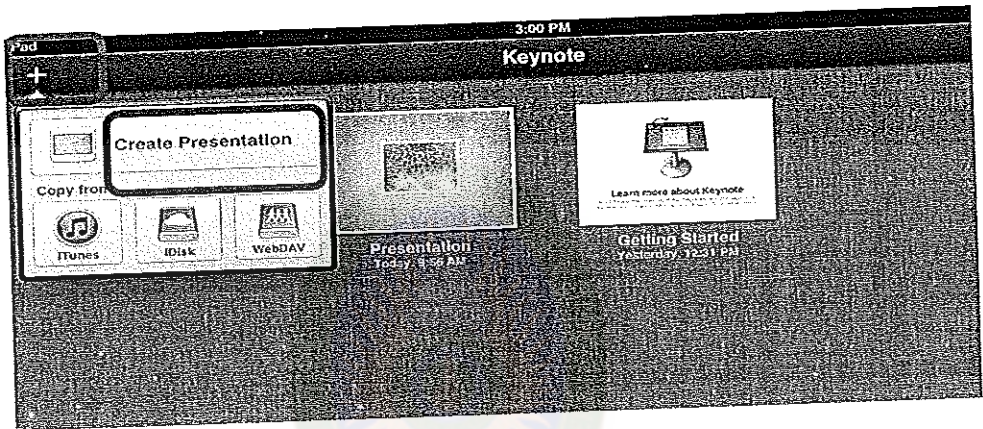 Pad
3:00 PM
Keynote
+
Create Presentation
Copy from
iTunes
iDisk
WebDAV
Learn more about Keynote
Presentation
Today, 9:56 AM
Getting Started
Yesterday, 12:31 PM